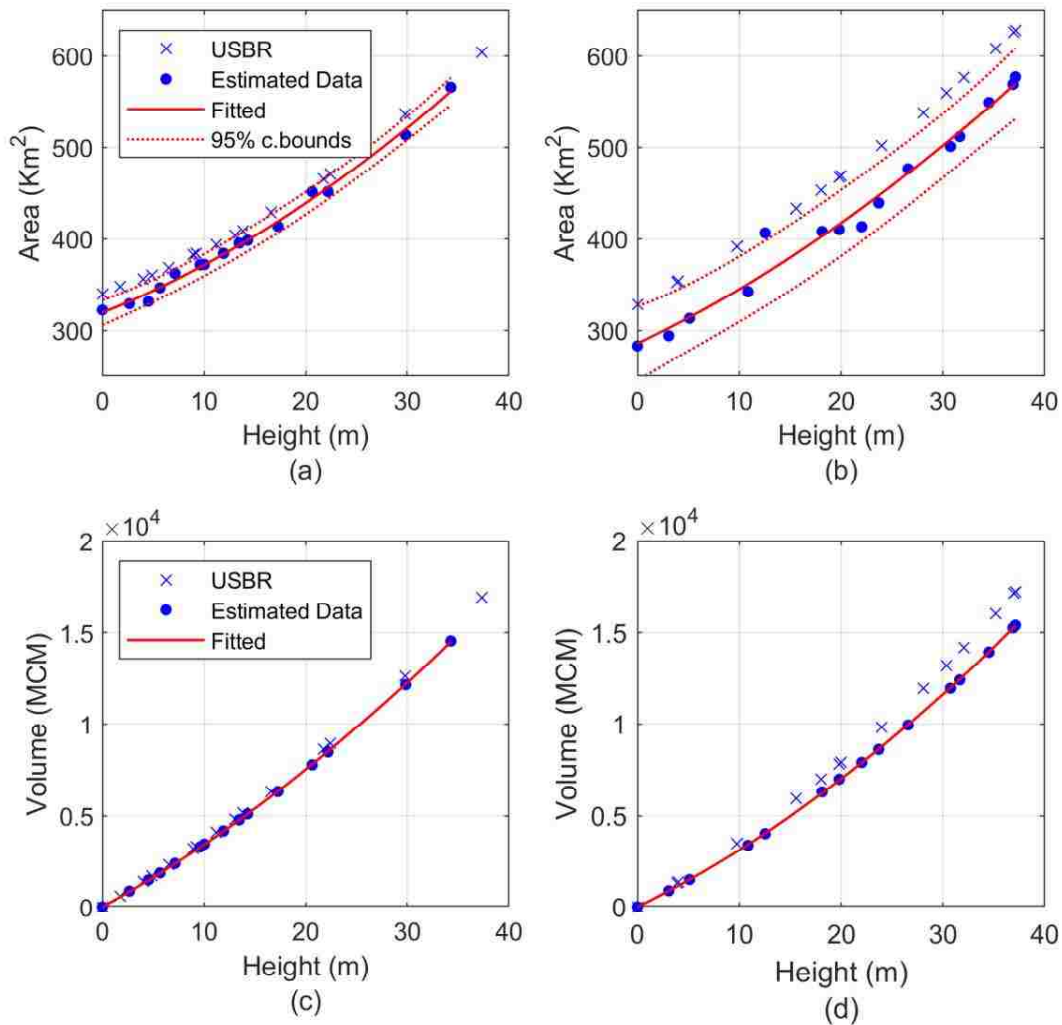 600
500
400
300
Area (Km²)
USBR
Estimated Data
Fitted
95% c.bounds
0 10 20 30 40
Height (m)
(a)
600
500
400
300
Area (Km²)
0 10 20 30 40
Height (m)
(b)
×10⁴
2
1.5
1
0.5
0
Volume (MCM)
USBR
Estimated Data
Fitted
0 10 20 30 40
Height (m)
(c)
×10⁴
2
1.5
1
0.5
0
Volume (MCM)
0 10 20 30 40
Height (m)
(d)